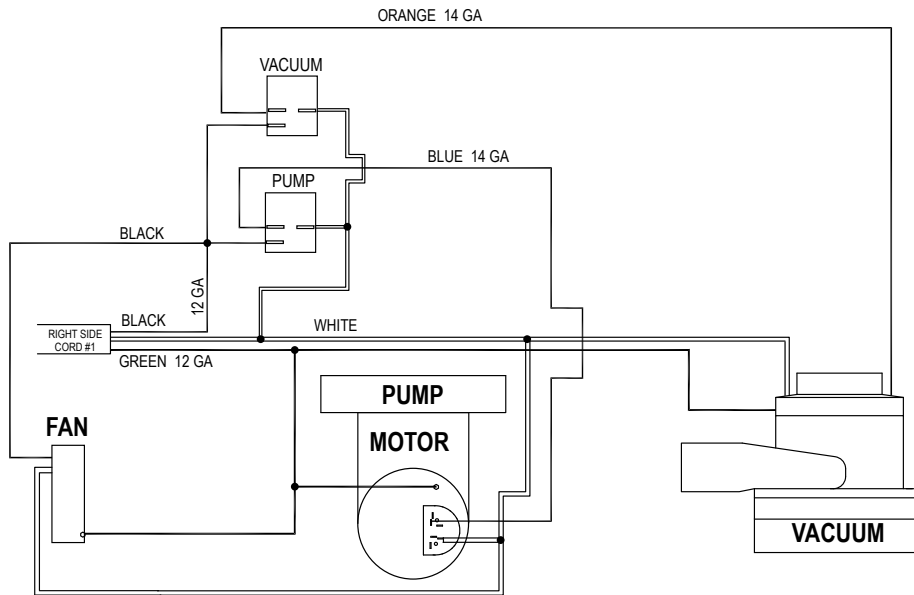 ORANGE 14 GA
VACUUM
BLUE 14 GA
PUMP
BLACK
12 GA
BLACK
WHITE
RIGHT SIDE
CORD #1
GREEN 12 GA
PUMP
FAN
MOTOR
VACUUM